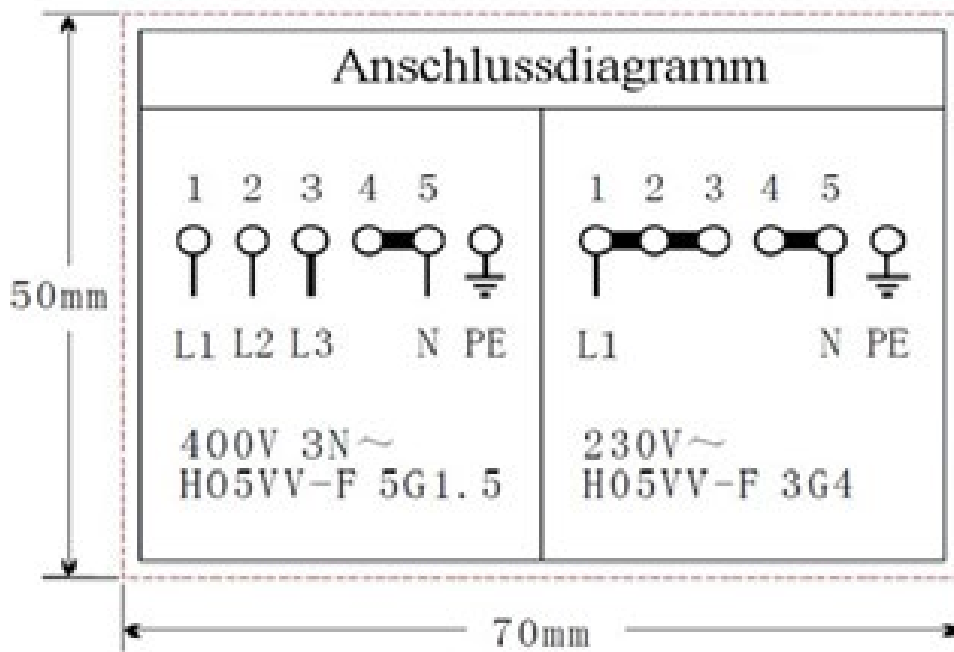 Anschlussdiagramm
1 2 3 4 5
L1 L2 L3 N PE
400V 3N～
H05VV-F 5G1.5
1 2 3 4 5
L1 N PE
230V～
H05VV-F 3G4
50mm
70mm